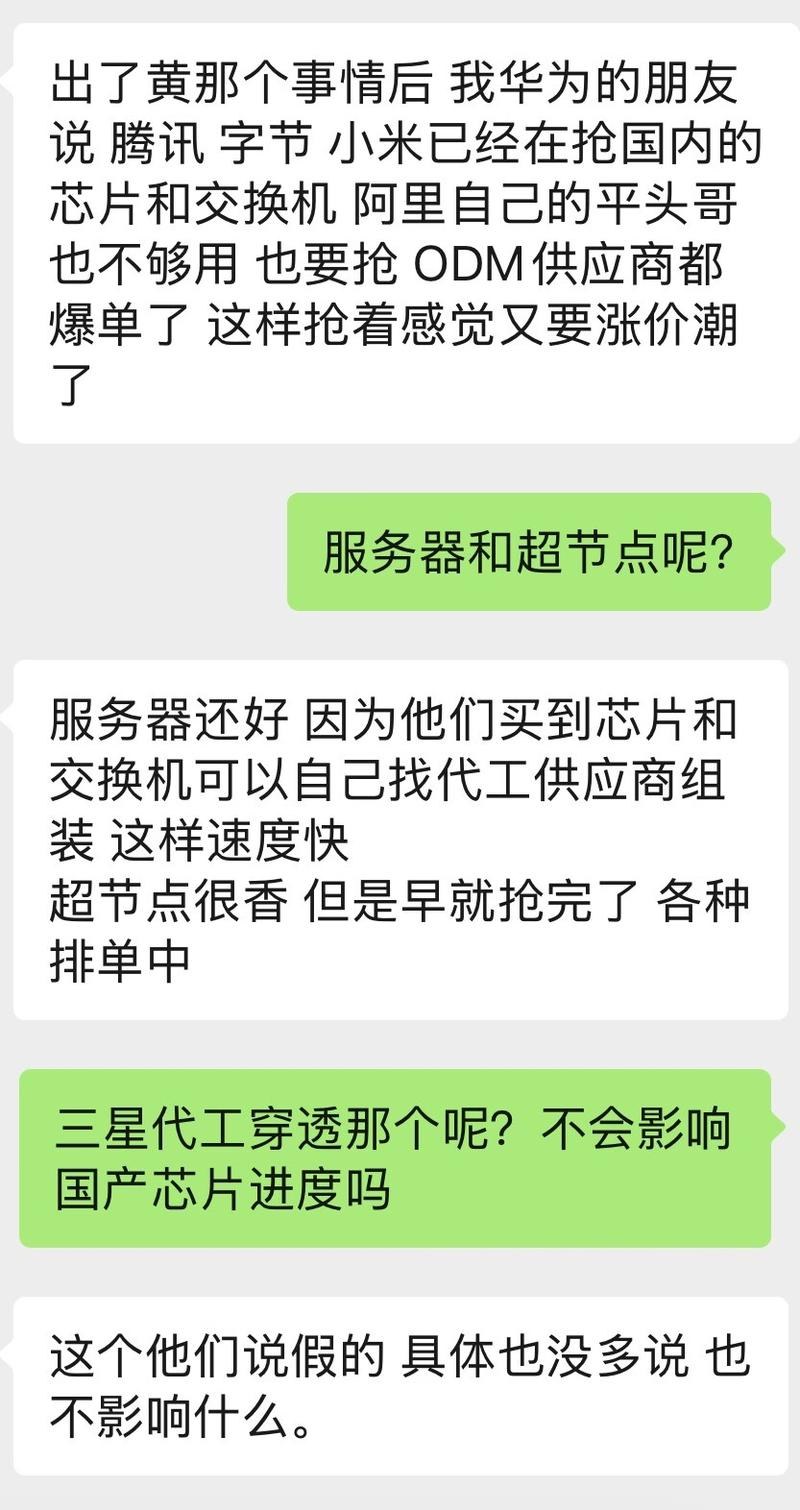 出了黄那个事情后 我华为的朋友
说 腾讯 字节 小米已经在抢国内的
芯片和交换机 阿里自己的平头哥
也不够用 也要抢 ODM供应商都
爆单了 这样抢着感觉又要涨价潮
了
服务器和超节点呢？
服务器还好 因为他们买到芯片和
交换机可以自己找代工供应商组
装 这样速度快
超节点很香 但是早就抢完了 各种
排单中
三星代工穿透那个呢？不会影响
国产芯片进度吗
这个他们说假的 具体也没多说 也
不影响什么。